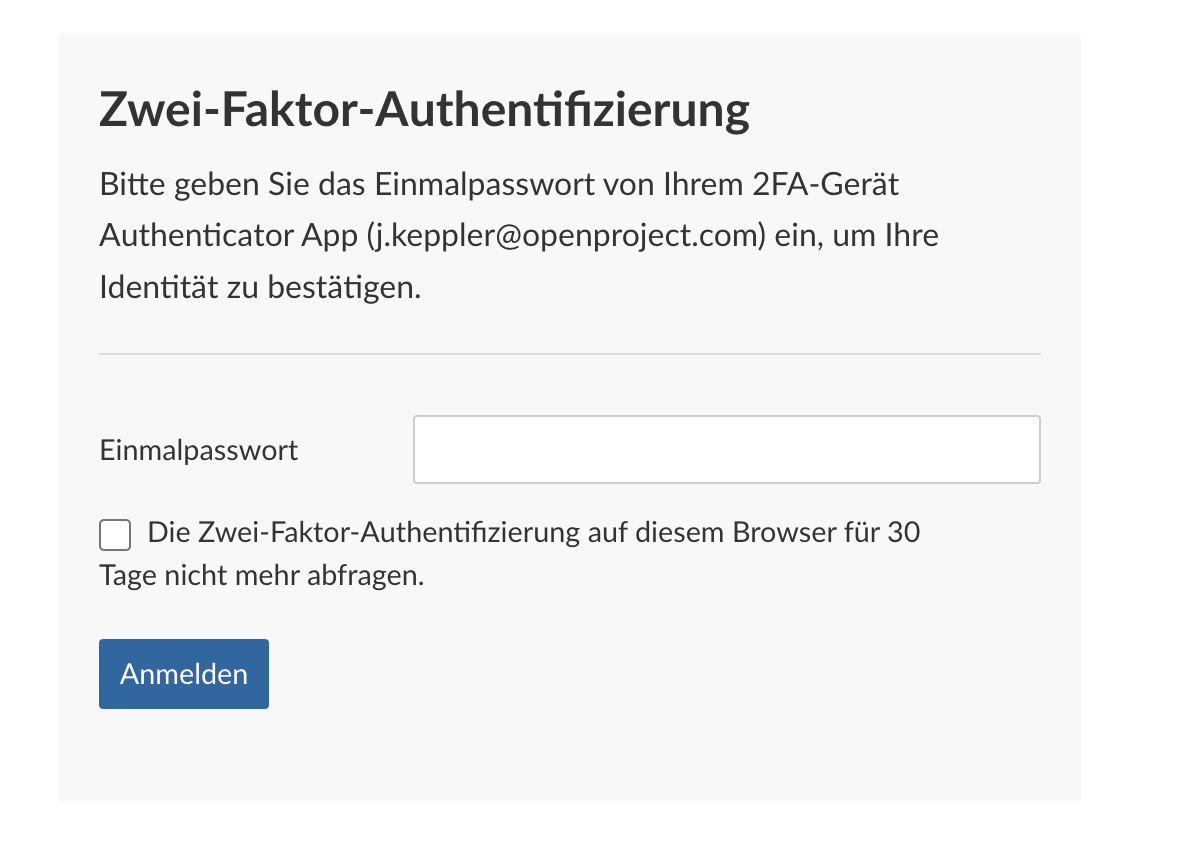 Zwei-Faktor-Authentifizierung
Bitte geben Sie das Einmalpasswort von Ihrem 2FA-Gerät
Authenticator App (j.keppler@openproject.com) ein, um Ihre
Identität zu bestätigen.
Einmalpasswort
Die Zwei-Faktor-Authentifizierung auf diesem Browser für 30
Tage nicht mehr abfragen.
Anmelden